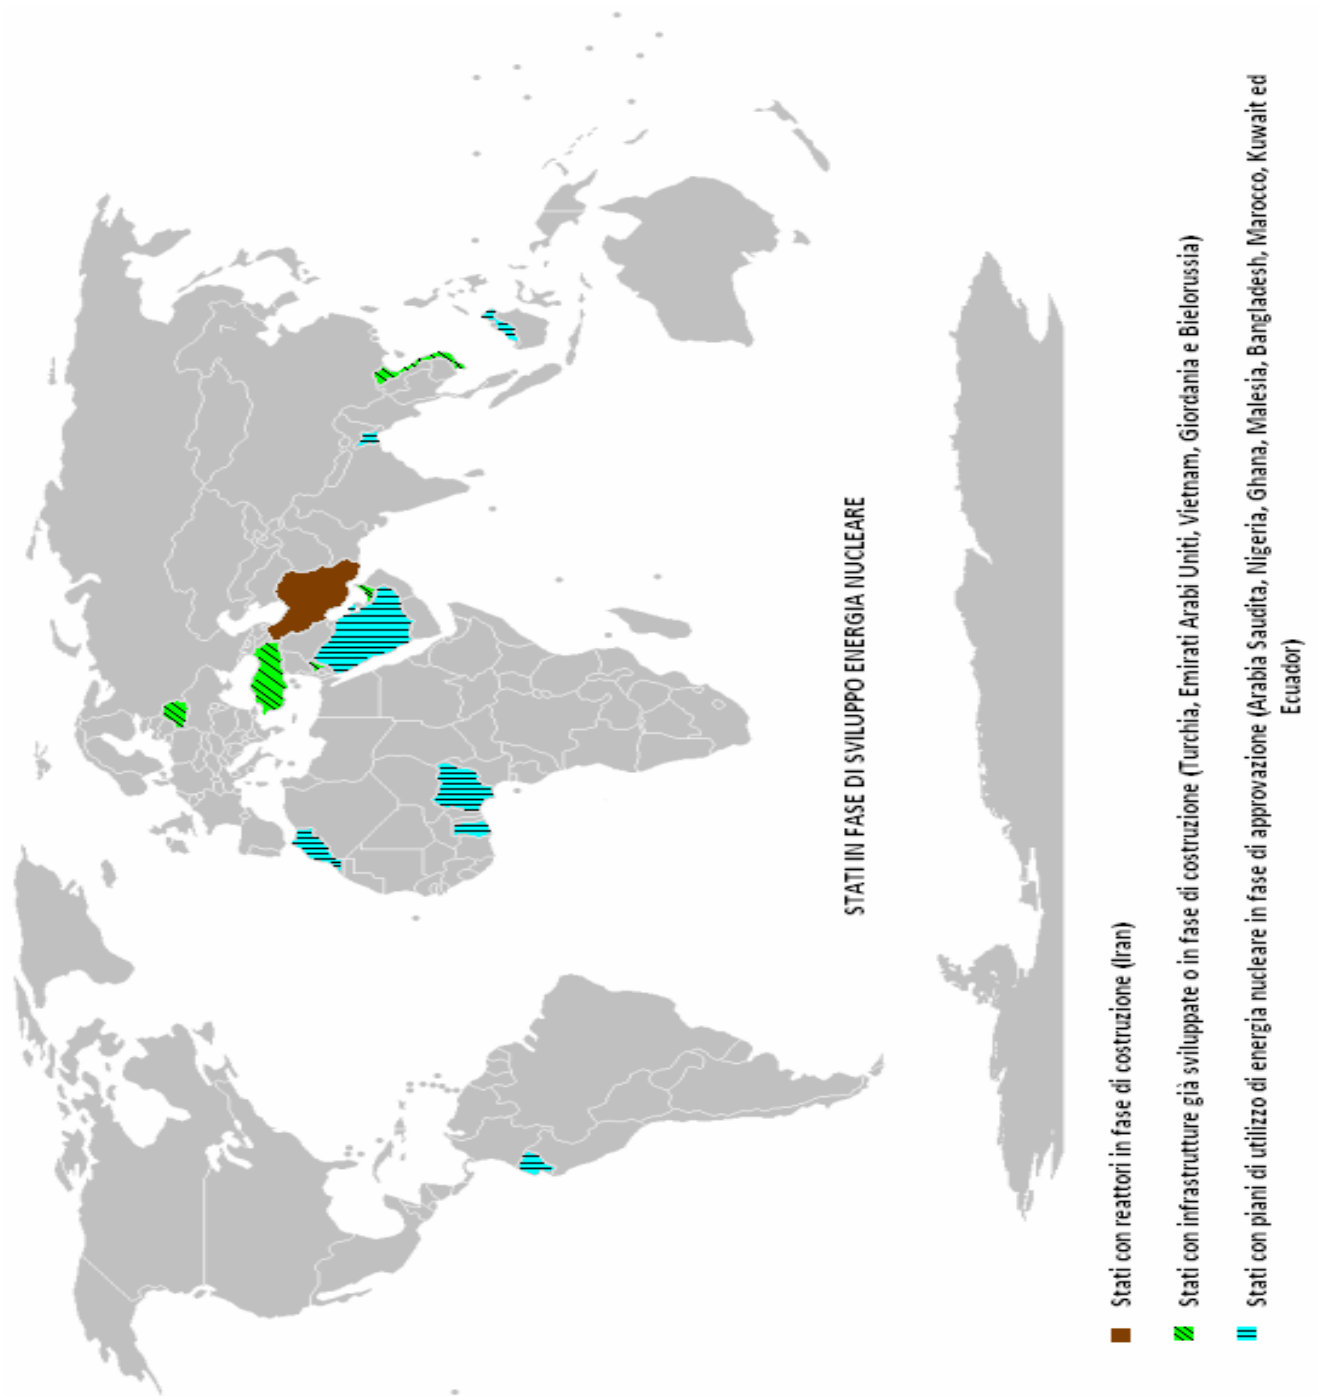 STATI IN FASE DI SVILUPPO ENERGIA NUCLEARE
Stati con reattori in fase di costruzione (Iran)
Stati con infrastrutture già sviluppate o in fase di costruzione (Turchia, Emirati Arabi Uniti, Vietnam, Giordania e Bielorussia)
Stati con piani di utilizzo di energia nucleare in fase di approvazione (Arabia Saudita, Nigeria, Ghana, Malesia, Bangladesh, Marocco, Kuwait ed
Ecuador)